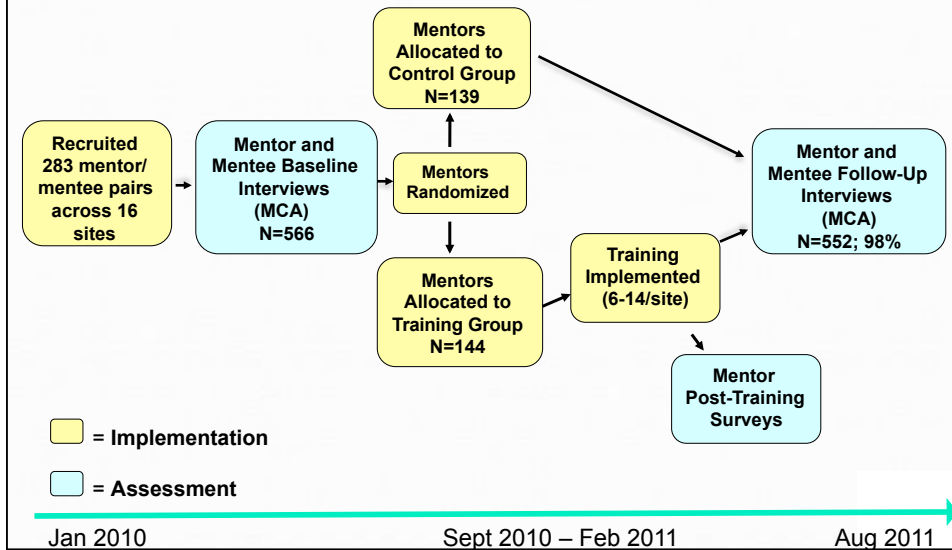 Recruited
283 mentor/
mentee pairs
across 16
sites
Mentor and
Mentee Baseline
Interviews
(MCA)
N=566
Mentors
Allocated to
Control Group
N=139
Mentors
Randomized
Mentors
Allocated to
Training Group
N=144
Training
Implemented
(6-14/site)
Mentor and
Mentee Follow-Up
Interviews
(MCA)
N=552; 98%
Mentor
Post-Training
Surveys
= Implementation
= Assessment
Jan 2010
Sept 2010 – Feb 2011
Aug 2011